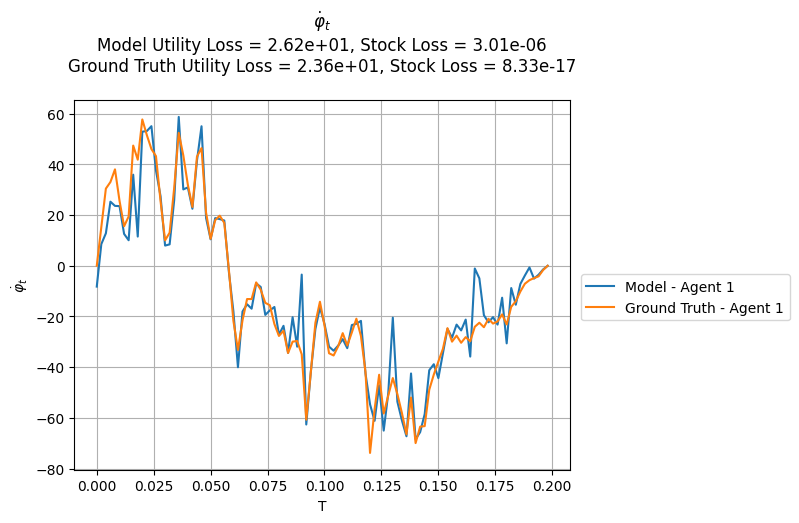 φ̇ₜ
Model Utility Loss = 2.62e+01, Stock Loss = 3.01e-06
Ground Truth Utility Loss = 2.36e+01, Stock Loss = 8.33e-17
60
40
20
0
−20
−40
−60
−80
φ̇ₜ
0.000
0.025
0.050
0.075
0.100
0.125
0.150
0.175
0.200
T
Model - Agent 1
Ground Truth - Agent 1